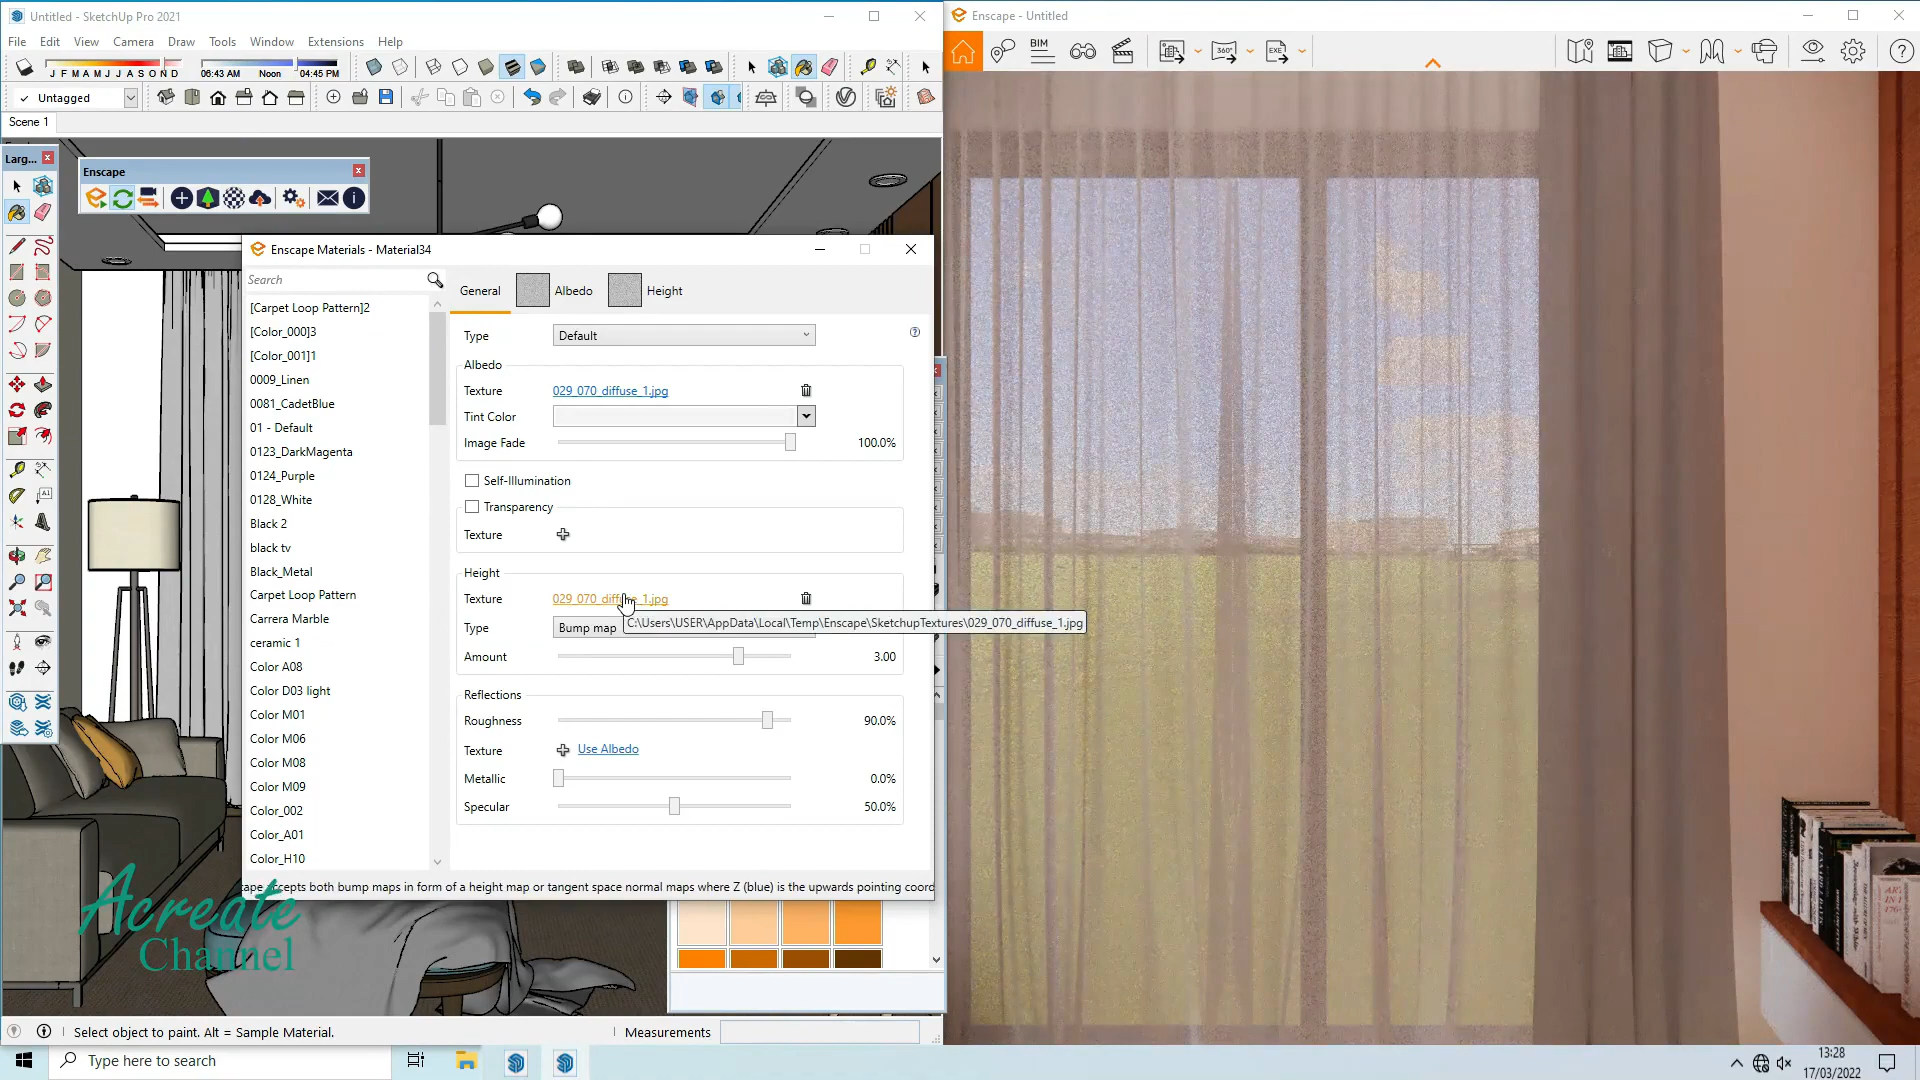 Untitled - SketchUp Pro 2021
File Edit View Camera Draw Tools Window Extensions Help
J F M A M J J A S O N D
06:43 AM Noon 04:45 PM
Untagged
Scene 1
Larg...
Enscape
Enscape Materials - Material34
Search
[Carpet Loop Pattern]2
[Color_000]3
[Color_001]1
0009_Linen
0081_CadetBlue
01 - Default
0123_DarkMagenta
0124_Purple
0128_White
Black 2
black tv
Black_Metal
Carpet Loop Pattern
Carrera Marble
ceramic 1
Color A08
Color D03 light
Color M01
Color M06
Color M08
Color M09
Color_002
Color_A01
Color_H10
General Albedo Height
Type Default
Albedo
Texture 029_070_diffuse_1.jpg
Tint Color
Image Fade 100.0%
Self-Illumination
Transparency
Texture
Height
Texture 029_070_diffuse_1.jpg
C:\Users\USER\AppData\Local\Temp\Enscape\SketchupTextures\029_070_diffuse_1.jpg
Type Bump map
Amount 3.00
Reflections
Roughness 90.0%
Texture Use Albedo
Metallic 0.0%
Specular 50.0%
cape accepts both bump maps in form of a height map or tangent space normal maps where Z (blue) is the upwards pointing coord
Acreate
Channel
Select object to paint. Alt = Sample Material.
Measurements
Type here to search
Enscape - Untitled
BIM
360°
EXE
13:28
17/03/2022